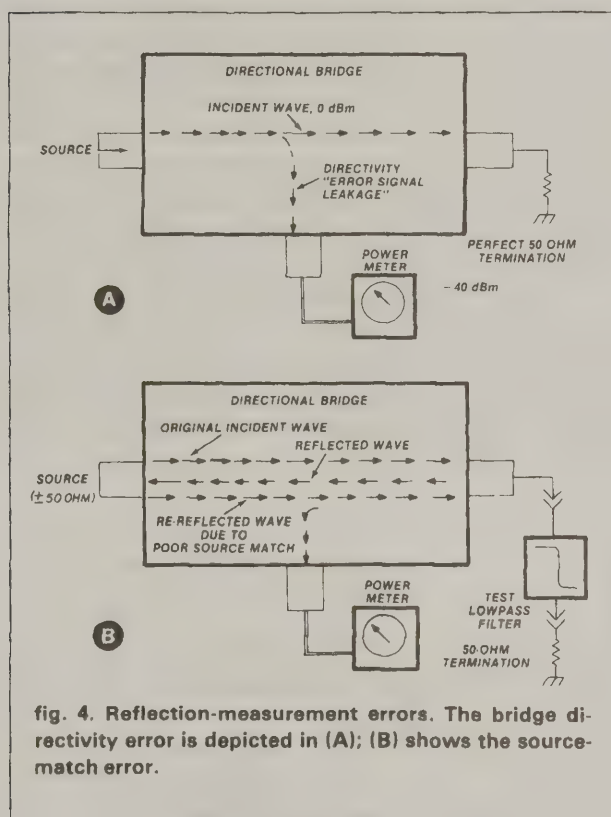 DIRECTIONAL BRIDGE
INCIDENT WAVE, 0 dBm
SOURCE
DIRECTIVITY
"ERROR SIGNAL
LEAKAGE"
PERFECT 50 OHM
TERMINATION
POWER
METER
-40 dBm
A
DIRECTIONAL BRIDGE
ORIGINAL INCIDENT WAVE
REFLECTED WAVE
SOURCE
(±50 OHM)
RE-REFLECTED WAVE
DUE TO
POOR SOURCE MATCH
POWER
METER
TEST
LOWPASS
FILTER
B
50-OHM
TERMINATION
fig. 4. Reflection-measurement errors. The bridge di-
rectivity error is depicted in (A); (B) shows the source-
match error.